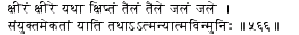 क्षीरं क्षीरे यथा क्षिप्तं तैलं तैले जलं जले ।
संयुक्तमेकतां याति तथाऽऽत्मन्यात्मविन्मुनिः ॥५६६॥